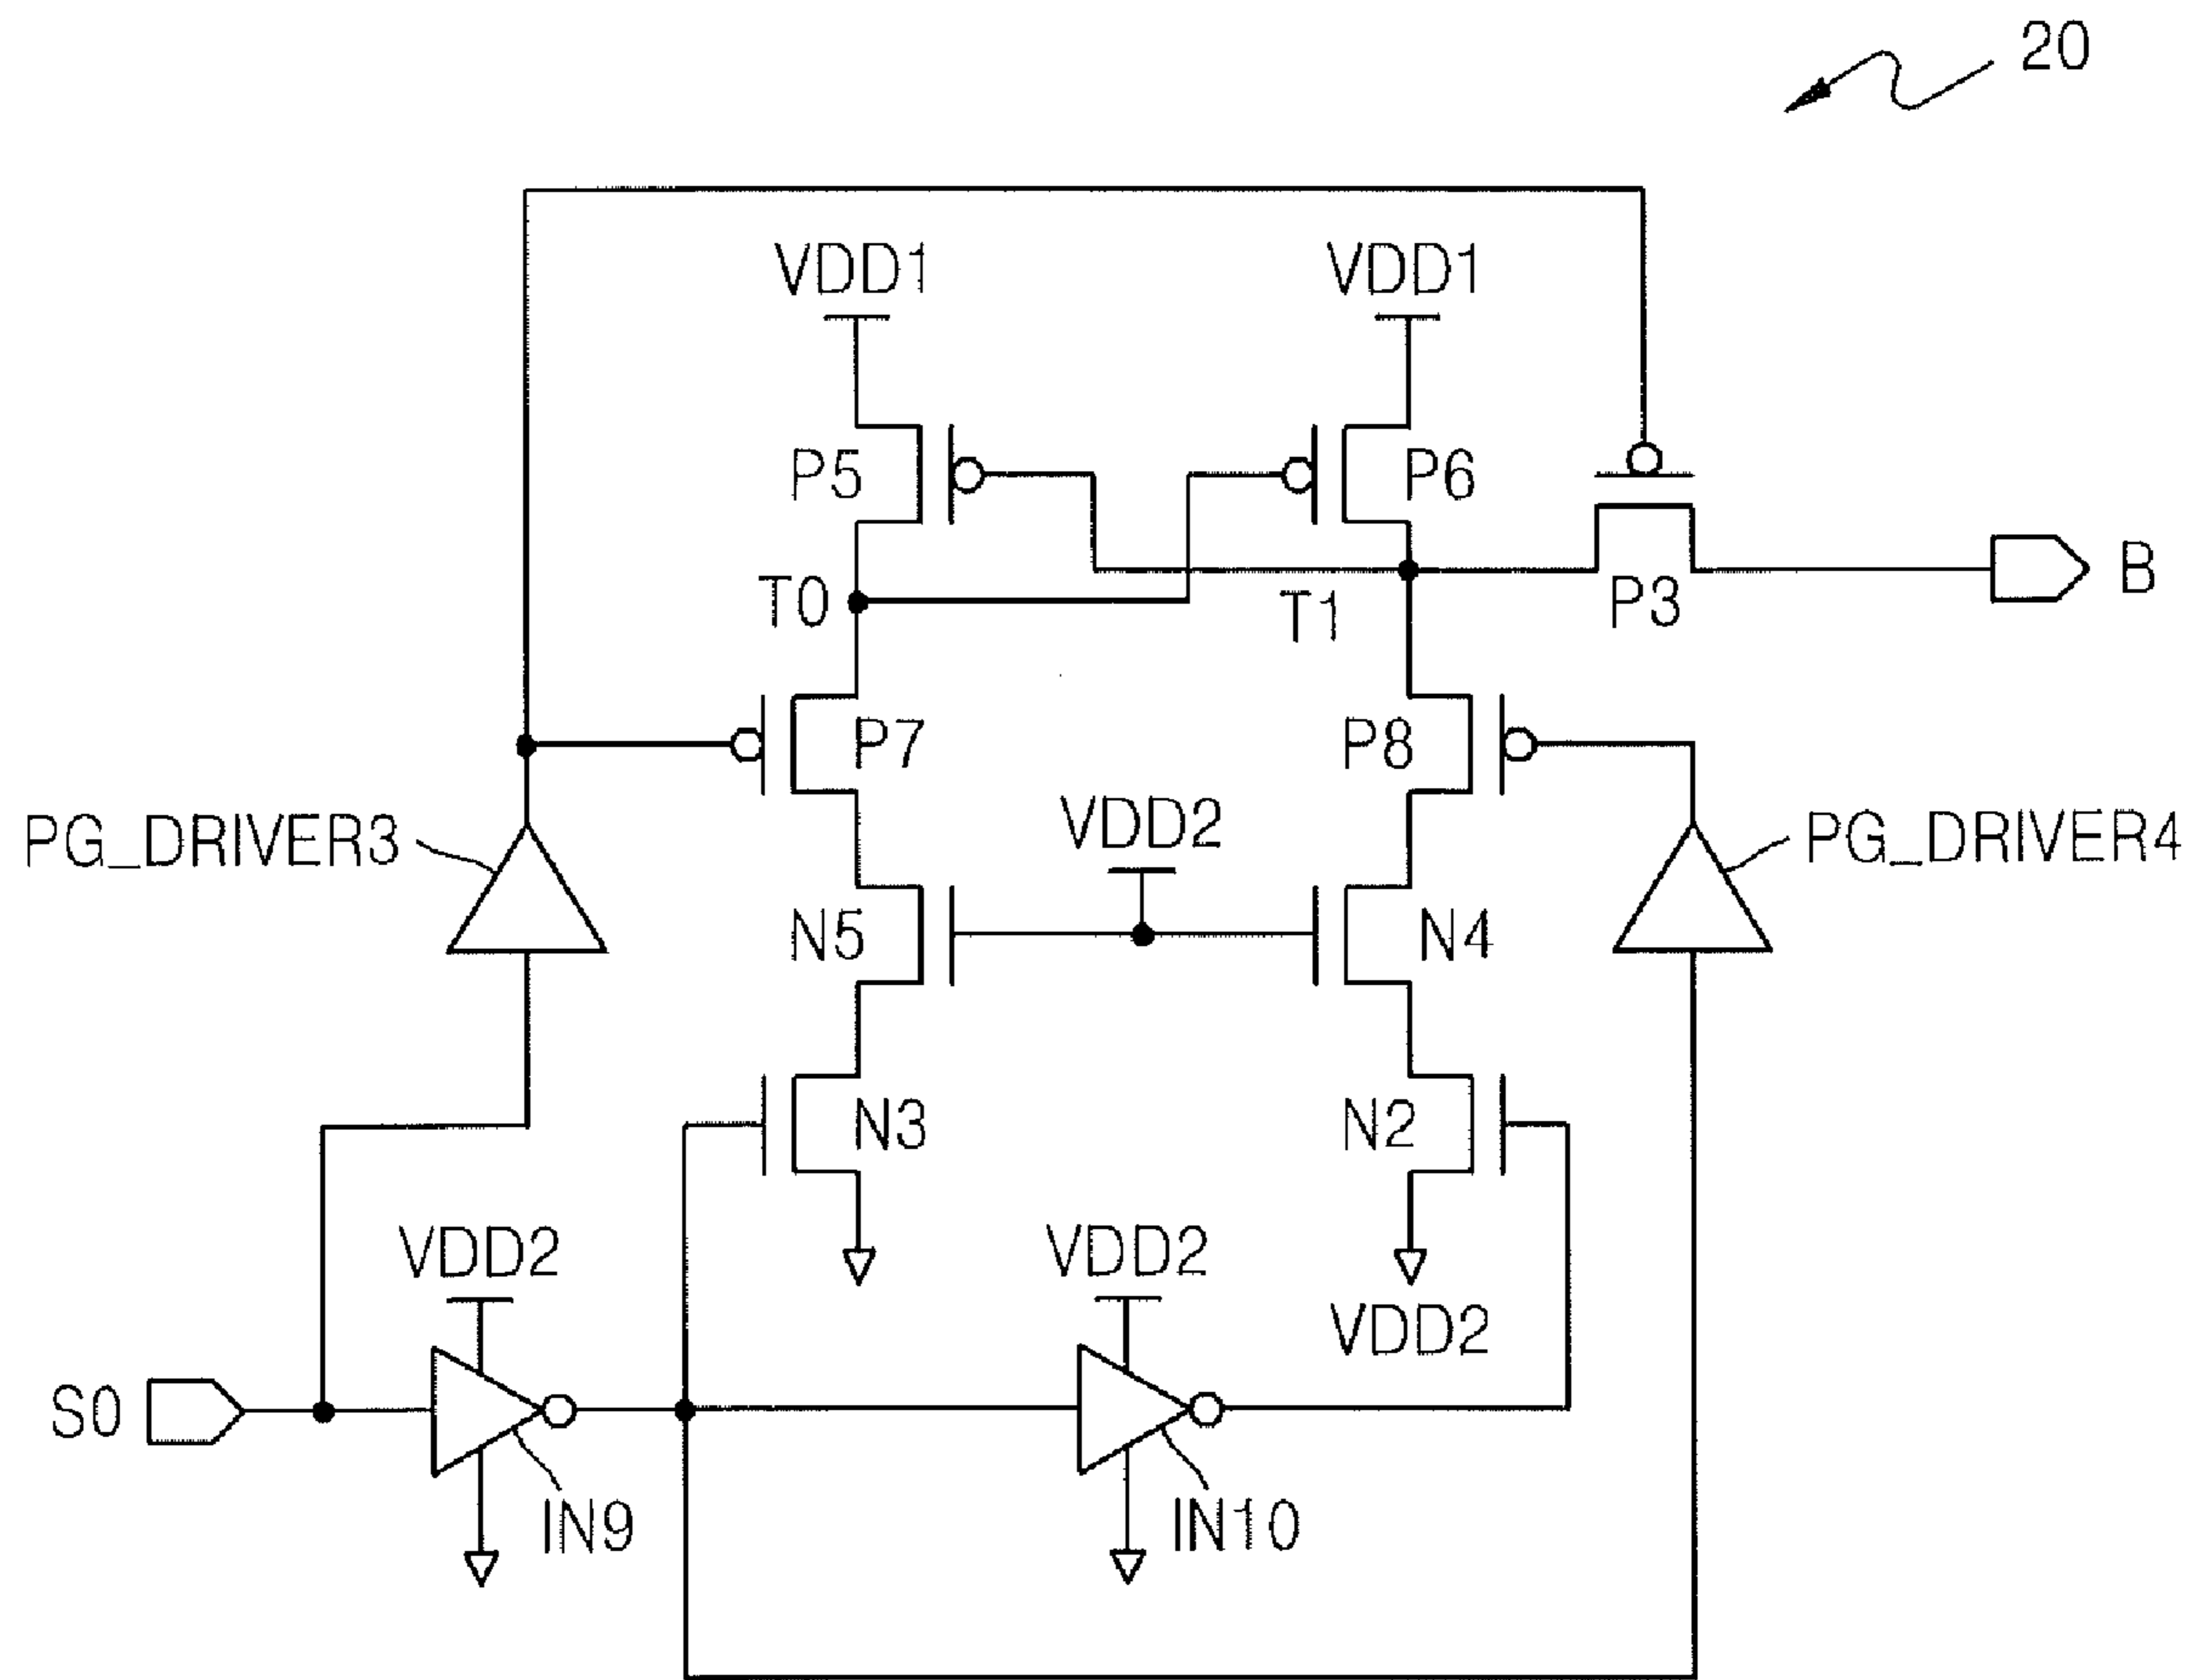 20
VDD1
VDD1
P5
P6
T0
T1
P3
B
P7
P8
VDD2
PG_DRIVER3
PG_DRIVER4
N5
N4
N3
N2
VDD2
VDD2
VDD2
S0
IN9
IN10